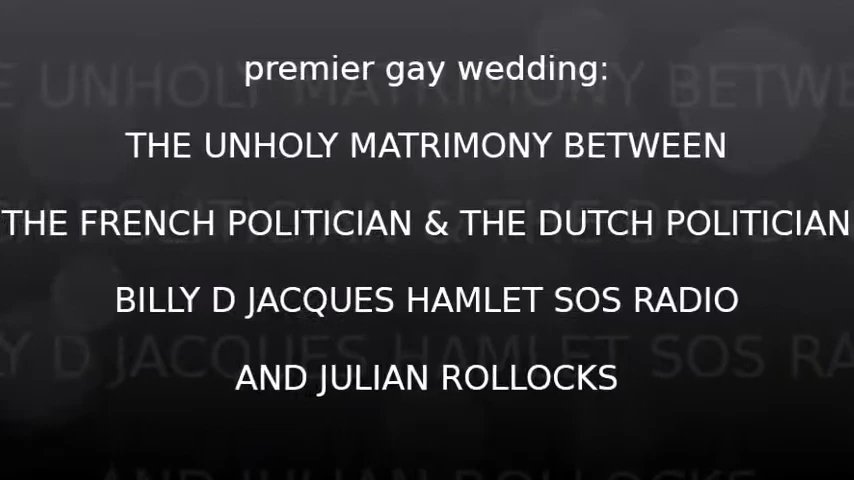 premier gay wedding:
THE UNHOLY MATRIMONY BETWEEN
THE FRENCH POLITICIAN & THE DUTCH POLITICIAN
BILLY D JACQUES HAMLET SOS RADIO
AND JULIAN ROLLOCKS